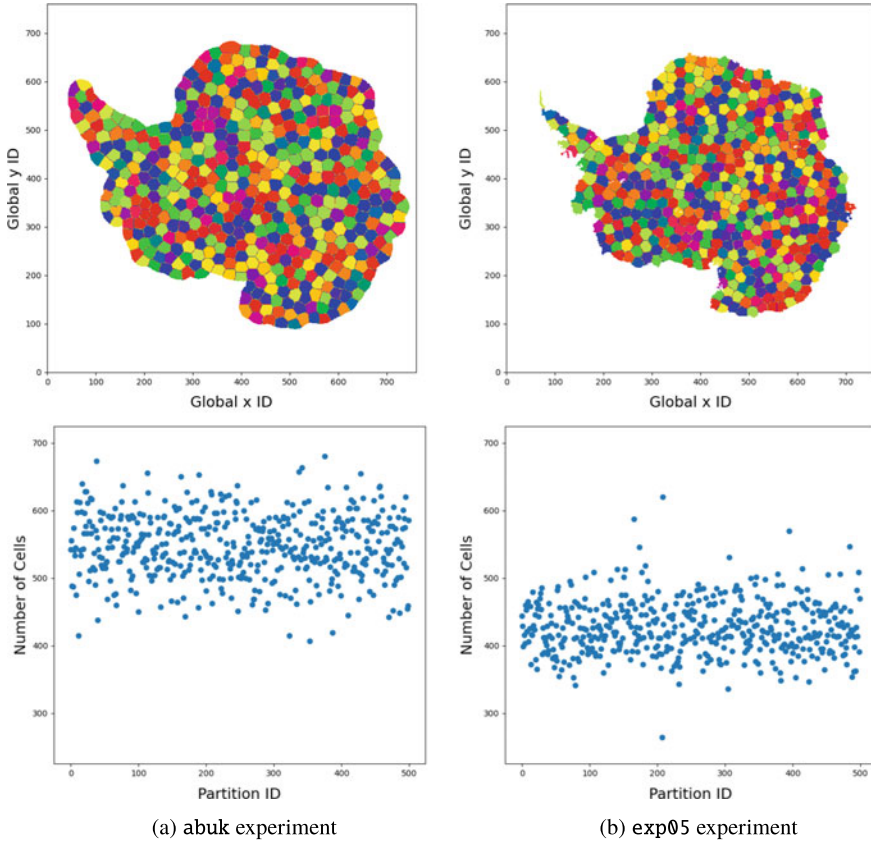 700
600
500
400
300
200
100
0
Global y ID
0 100 200 300 400 500 600 700
Global x ID
700
600
500
400
300
200
100
0
Global y ID
0 100 200 300 400 500 600 700
Global x ID
700
600
500
400
300
Number of Cells
0 100 200 300 400 500
Partition ID
700
600
500
400
300
Number of Cells
0 100 200 300 400 500
Partition ID
(a) abuk experiment
(b) exp05 experiment